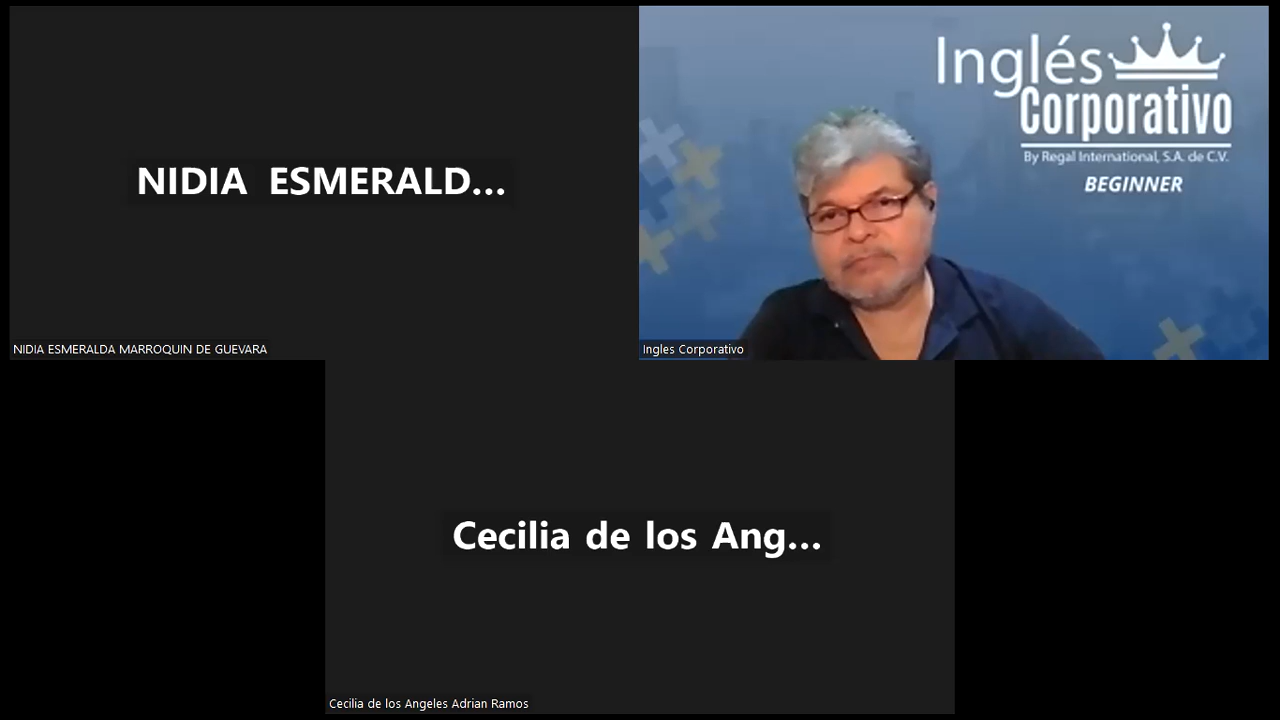 NIDIA ESMERALD...
NIDIA ESMERALDA MARROQUIN DE GUEVARA
Inglés
Corporativo
By Regal International, S.A. de C.V.
BEGINNER
Ingles Corporativo
Cecilia de los Ang...
Cecilia de los Angeles Adrian Ramos